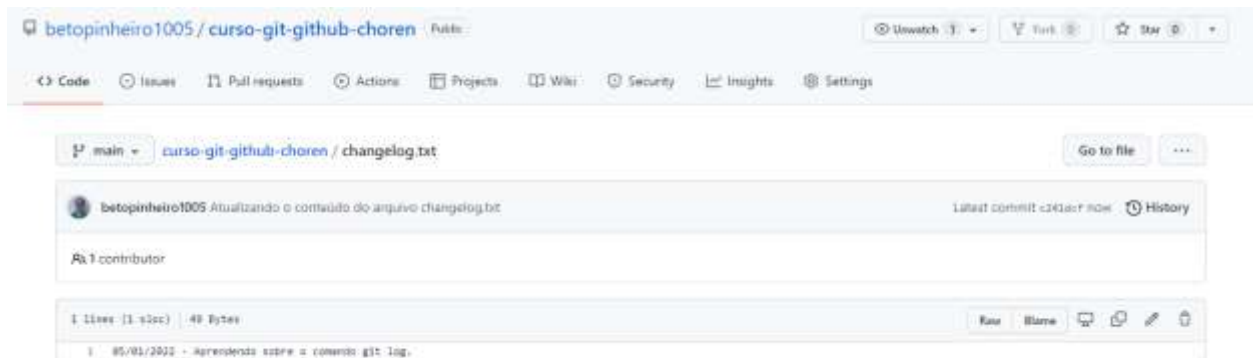 betopinheiro1005 / curso-git-github-choren Public Unwatch 1 Fork 0 Star 0
Code Issues Pull requests Actions Projects Wiki Security Insights Settings
main curso-git-github-choren / changelog.txt Go to file ...
betopinheiro1005 Atualizando o conteúdo do arquivo changelog.txt Latest commit now History
1 contributor
lines (1 sloc) 49 Bytes Raw Blame
1 05/01/2022 - Aprendendo sobre o comando git log.